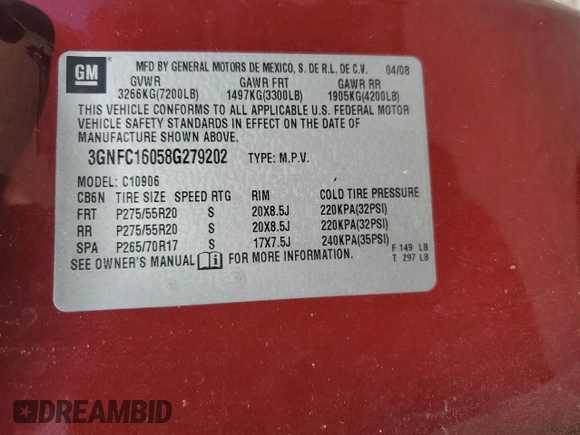 GM
MFD BY GENERAL MOTORS DE MEXICO, S. DE R.L. DE C.V. 04/08
GVWR GAWR FRT GAWR RR
3266KG(7200LB) 1497KG(3300LB) 1905KG(4200LB)
THIS VEHICLE CONFORMS TO ALL APPLICABLE U.S. FEDERAL MOTOR
VEHICLE SAFETY STANDARDS IN EFFECT ON THE DATE OF
MANUFACTURE SHOWN ABOVE.
3GNFC16058G279202 TYPE: M.P.V.
MODEL: C10906
CB6N TIRE SIZE SPEED RTG RIM COLD TIRE PRESSURE
FRT P275/55R20 S 20X8.5J 220KPA(32PSI)
RR P275/55R20 S 20X8.5J 220KPA(32PSI)
SPA P265/70R17 S 17X7.5J 240KPA(35PSI)
F 149 LB
SEE OWNER'S MANUAL i FOR MORE INFORMATION. T 297 LB
DREAMBID